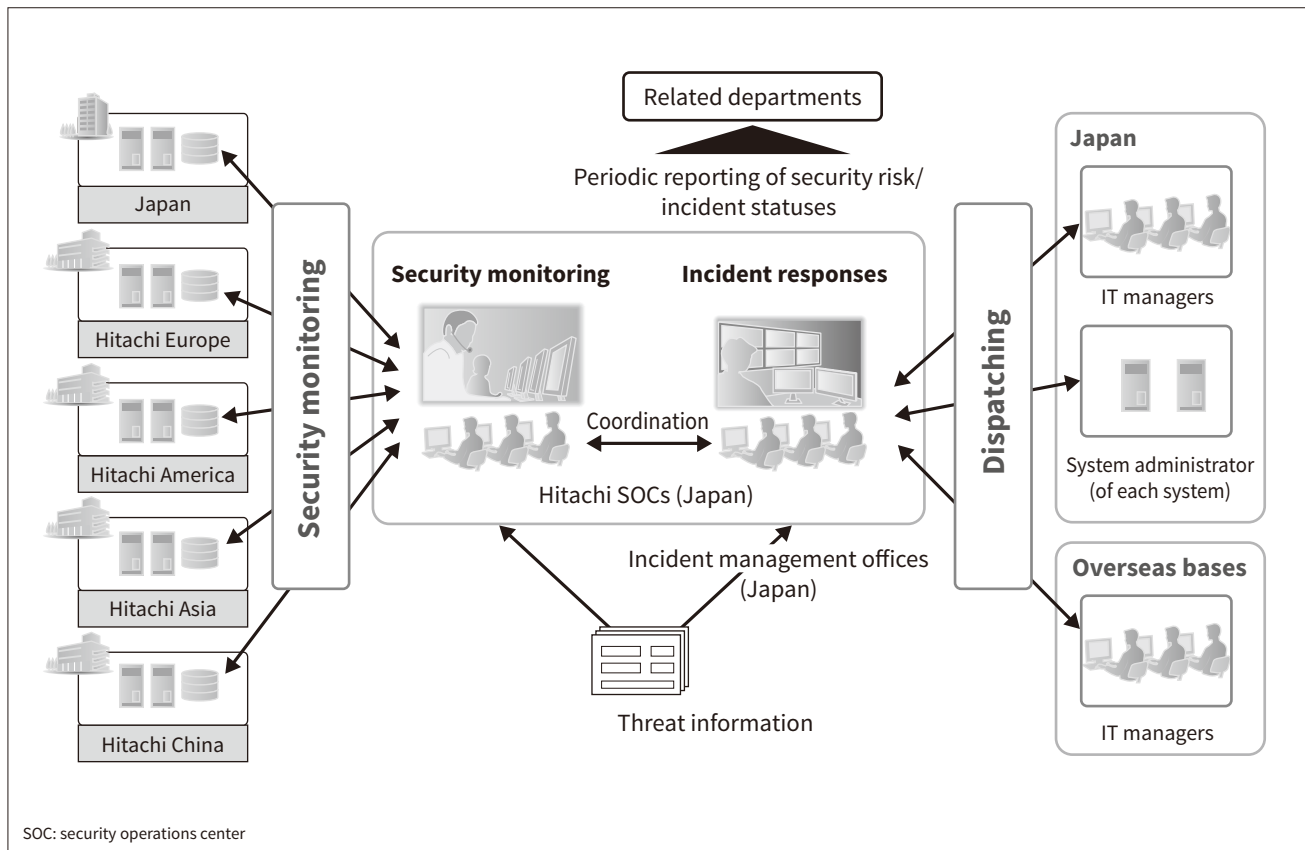 Related departments
Periodic reporting of security risk/
incident statuses
Japan
Hitachi Europe
Hitachi America
Hitachi Asia
Hitachi China
Security monitoring
Security monitoring
Incident responses
Coordination
Hitachi SOCs (Japan)
Incident management offices
(Japan)
Threat information
Dispatching
Japan
IT managers
System administrator
(of each system)
Overseas bases
IT managers
SOC: security operations center